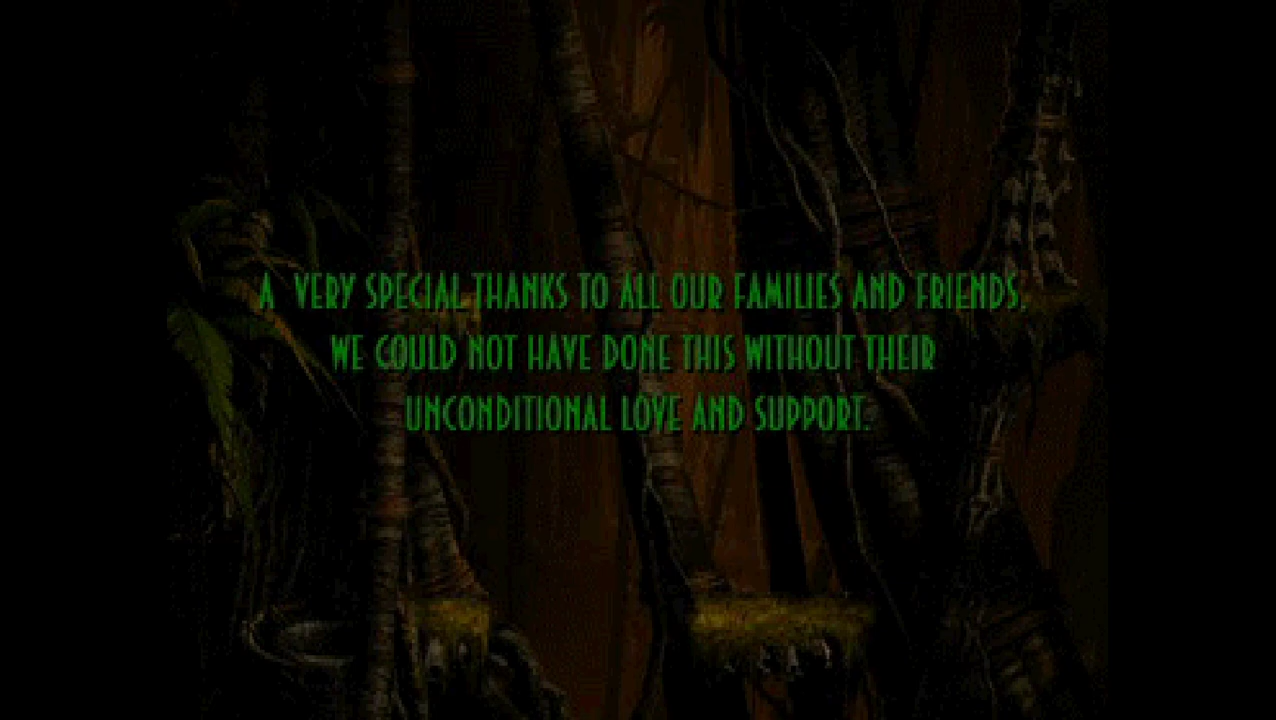 A VERY SPECIAL THANKS TO ALL OUR FAMILIES AND FRIENDS,
WE COULD NOT HAVE DONE THIS WITHOUT THEIR
UNCONDITIONAL LOVE AND SUPPORT.